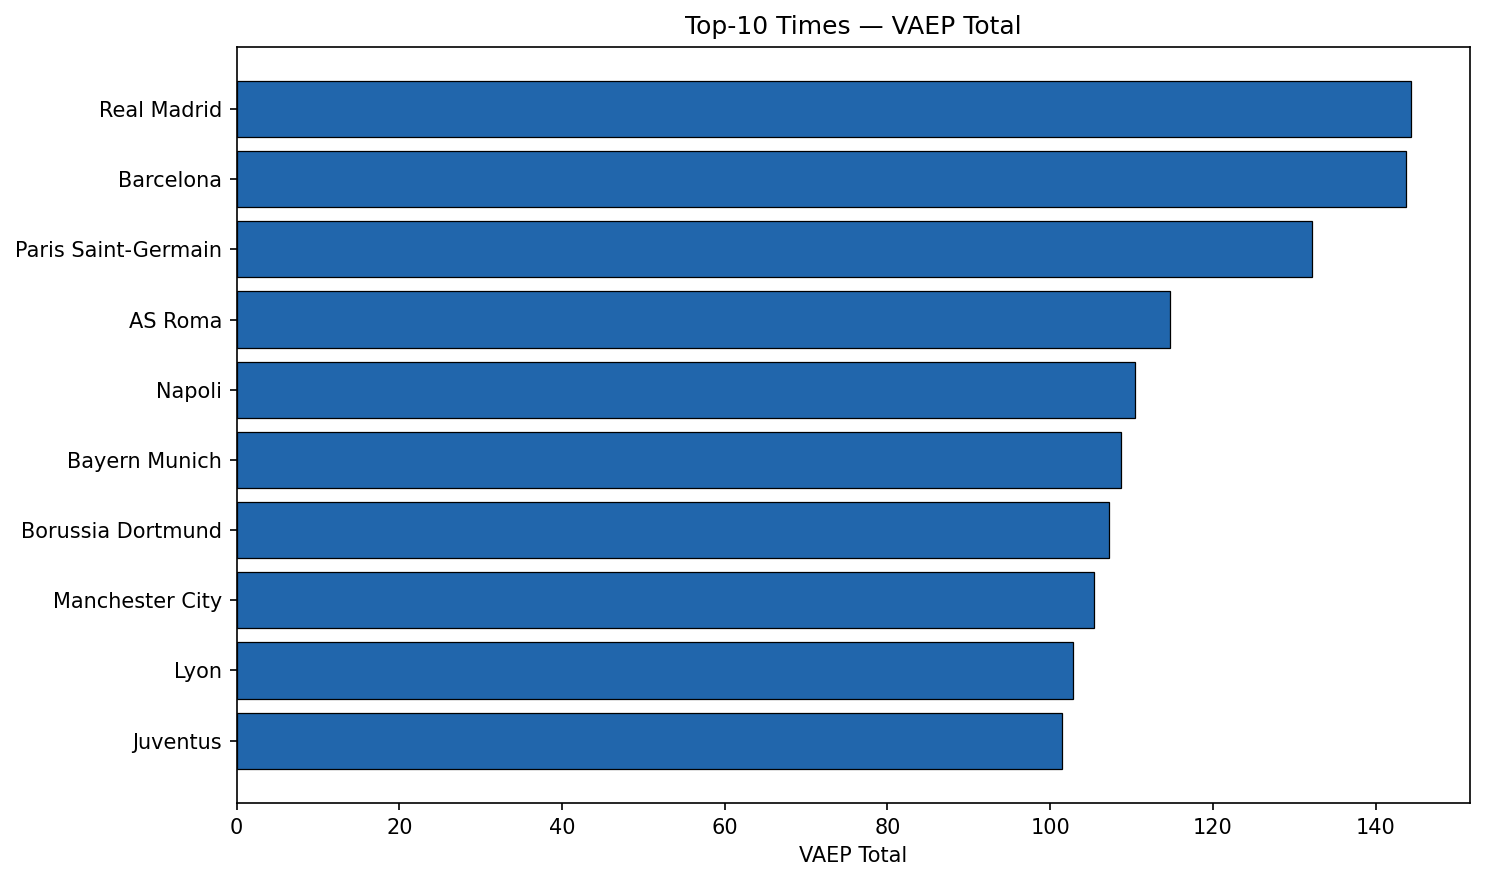 Top-10 Times — VAEP Total
Real Madrid
Barcelona
Paris Saint-Germain
AS Roma
Napoli
Bayern Munich
Borussia Dortmund
Manchester City
Lyon
Juventus
0 20 40 60 80 100 120 140
VAEP Total